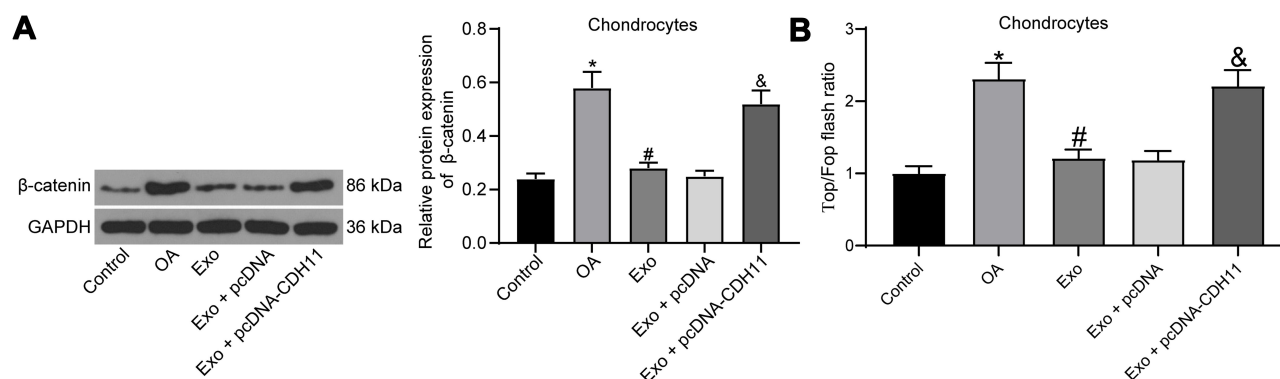 A
β-catenin
86 kDa
GAPDH
36 kDa
Control
OA
Exo
Exo + pcDNA
Exo + pcDNA-CDH11
Chondrocytes
Relative protein expression
of β-catenin
0.8
0.6
0.4
0.2
0.0
*
#
&
Control
OA
Exo
Exo + pcDNA
Exo + pcDNA-CDH11
B
Chondrocytes
Top/Fop flash ratio
3
2
1
0
*
#
&
Control
OA
Exo
Exo + pcDNA
Exo + pcDNA-CDH11